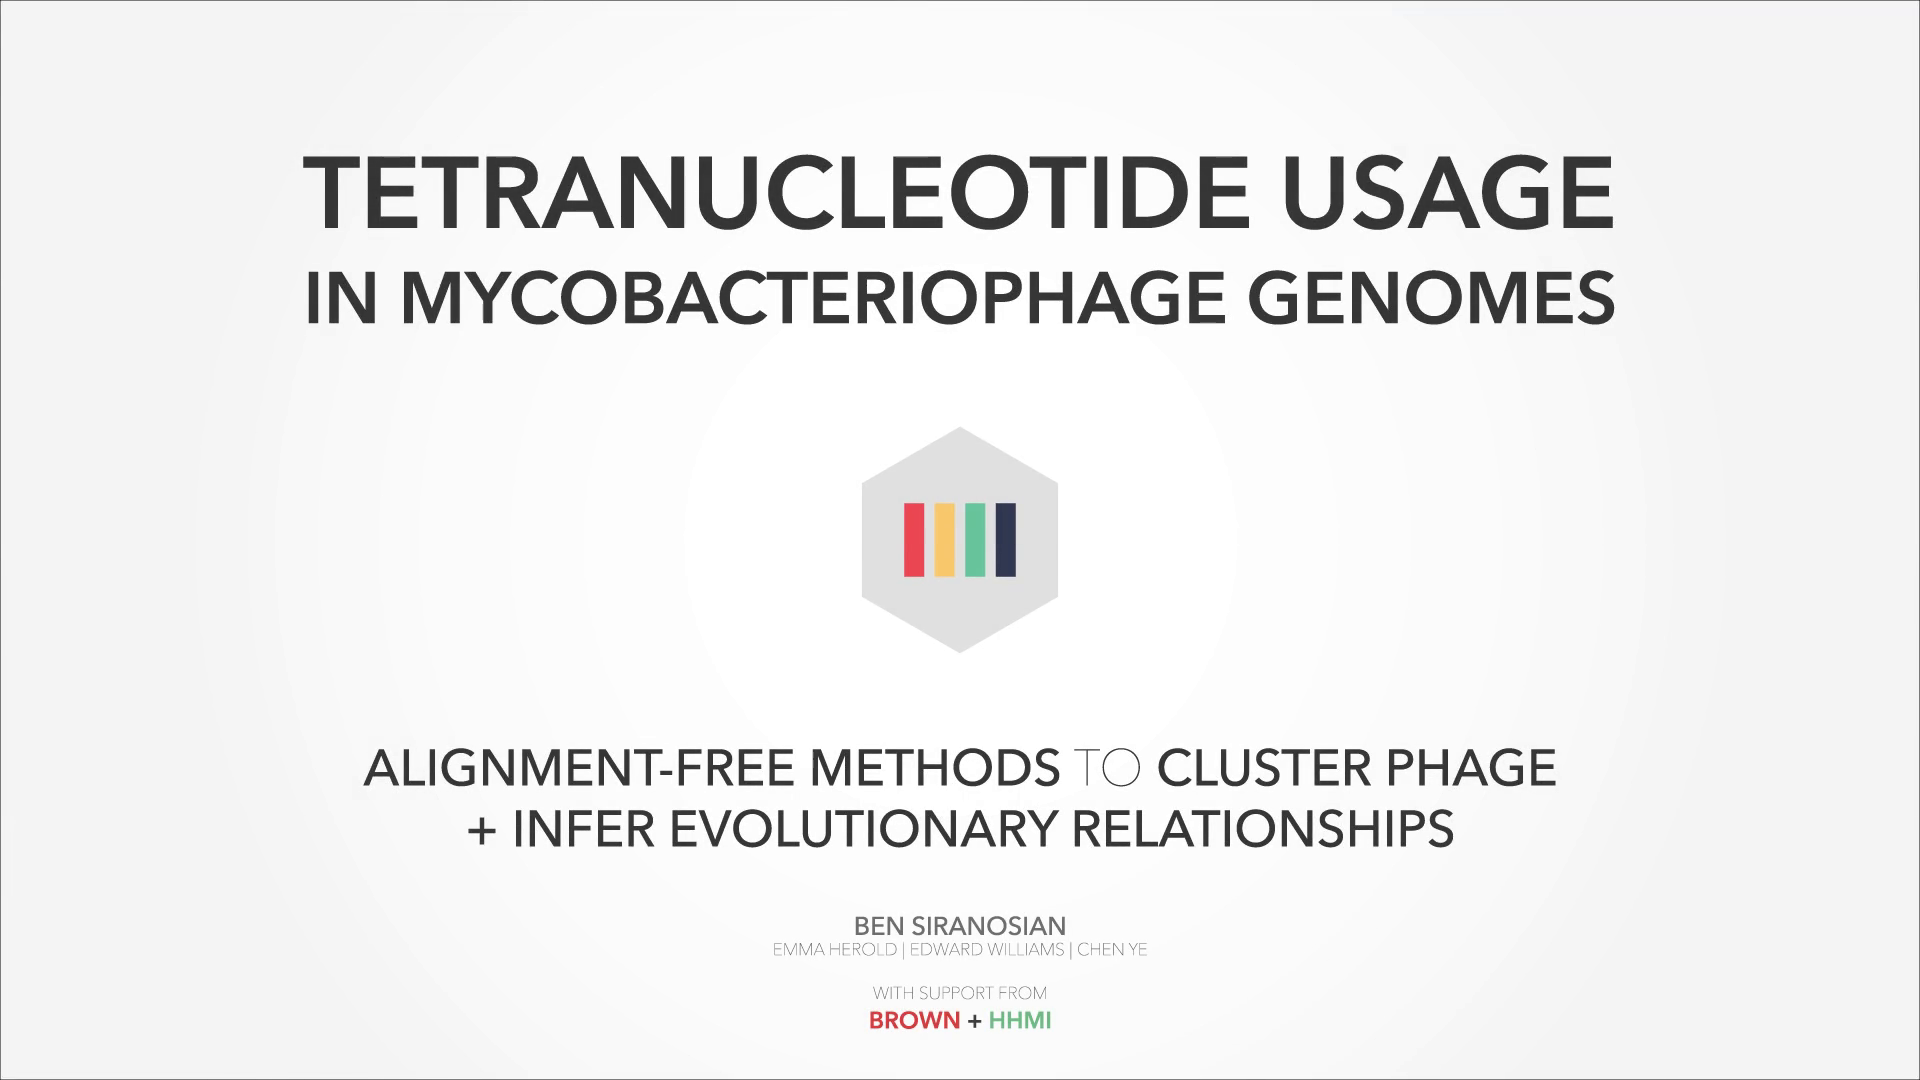 TETRANUCLEOTIDE USAGE
IN MYCOBACTERIOPHAGE GENOMES
ALIGNMENT-FREE METHODS TO CLUSTER PHAGE
+ INFER EVOLUTIONARY RELATIONSHIPS
BEN SIRANOSIAN
EMMA HEROLD | EDWARD WILLIAMS | CHEN YE
WITH SUPPORT FROM
BROWN + HHMI